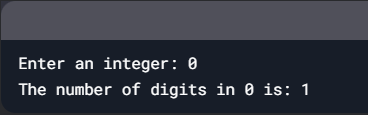 Enter an integer: 0
The number of digits in 0 is: 1